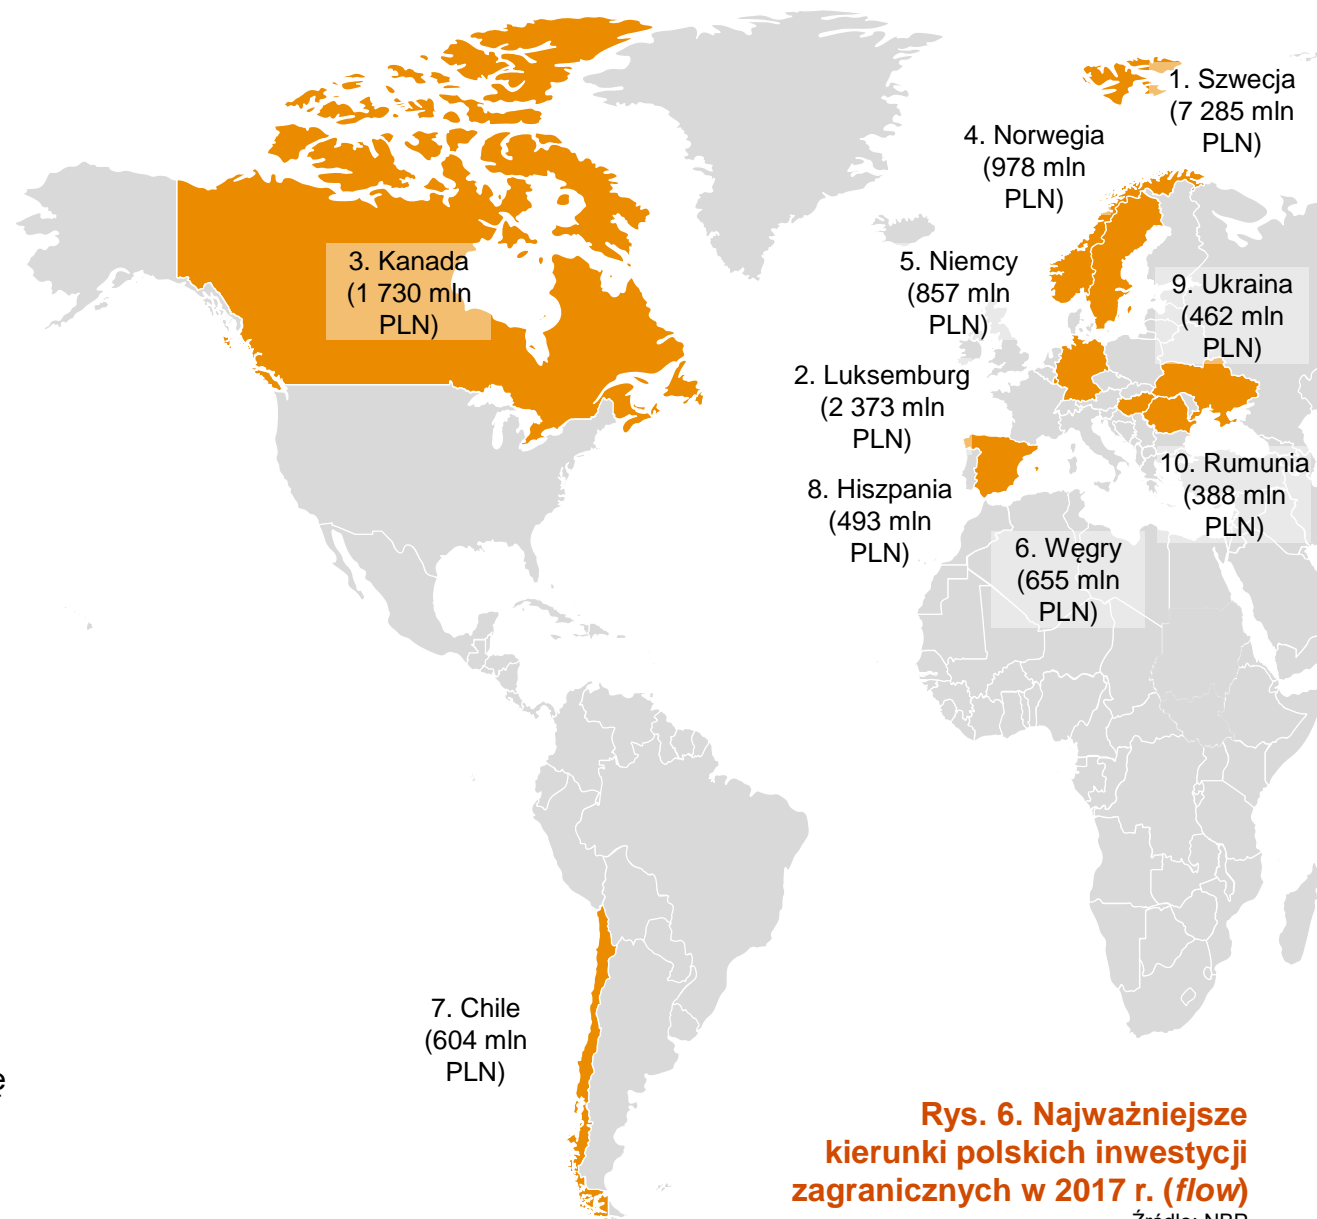 1. Szwecja
(7 285 mln
PLN)
4. Norwegia
(978 mln
PLN)
3. Kanada
(1 730 mln
PLN)
5. Niemcy
(857 mln
PLN)
9. Ukraina
(462 mln
PLN)
2. Luksemburg
(2 373 mln
PLN)
8. Hiszpania
(493 mln
PLN)
10. Rumunia
(388 mln
PLN)
6. Węgry
(655 mln
PLN)
7. Chile
(604 mln
PLN)
ę
Rys. 6. Najważniejsze
kierunki polskich inwestycji
zagranicznych w 2017 r. (flow)